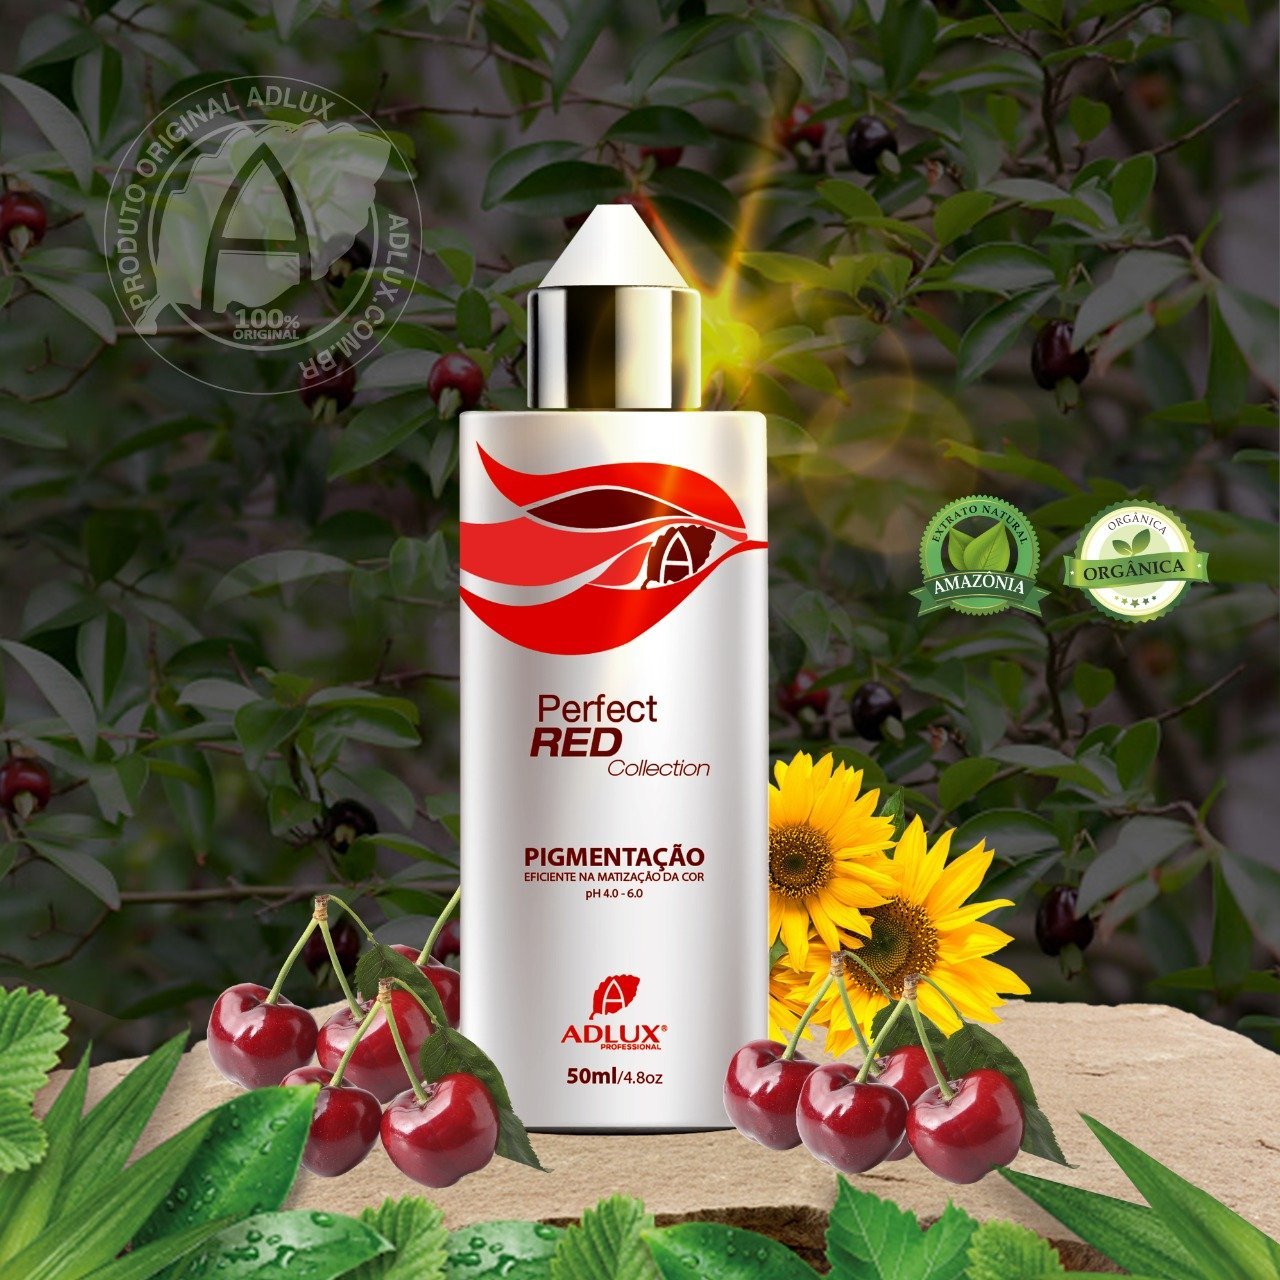 PRODUTO ORIGINAL ADLUX
ADLUX.COM.BR
A
100%
ORIGINAL
A
Perfect
RED
Collection
PIGMENTAÇÃO
EFICIENTE NA MATIZAÇÃO DA COR
pH 4.0 - 6.0
A
ADLUX®
PROFESSIONAL
50ml/4.8oz
EXTRATO NATURAL
AMAZÔNIA
ORGÂNICA
ORGÂNICA